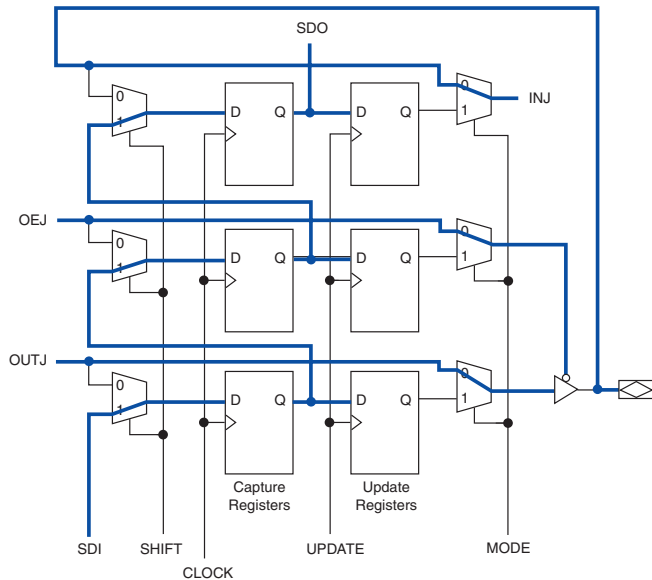 SDO
0
1
D Q
D Q
0
1
INJ
OEJ
0
1
D Q
D Q
0
1
OUTJ
0
1
D Q
D Q
0
1
Capture
Registers
Update
Registers
SDI
SHIFT
CLOCK
UPDATE
MODE